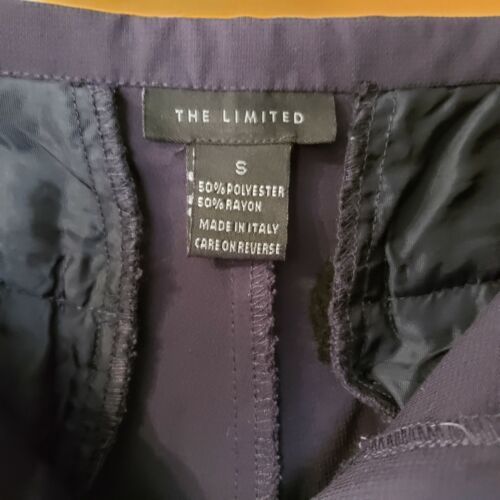 THE LIMITED
S
50% POLYESTER
50% RAYON
MADE IN ITALY
CARE ON REVERSE